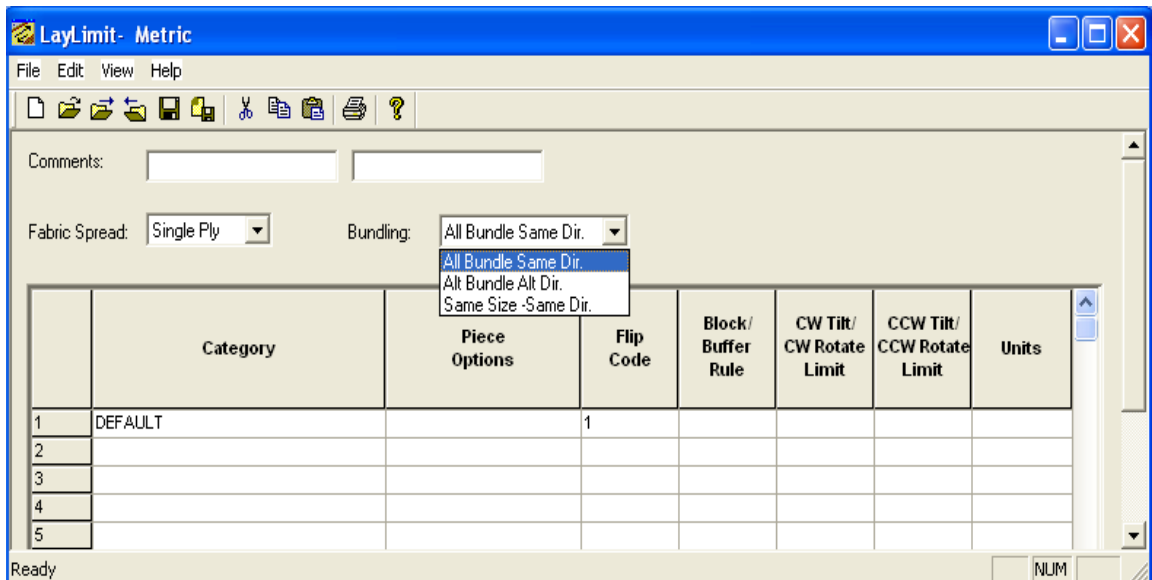 LayLimit-  Metric
File Edit View Help
Comments:
Fabric Spread: Single Ply Bundling: All Bundle Same Dir.
All Bundle Same Dir.
Alt Bundle Alt Dir.
Same Size -Same Dir.
Category Piece Options Flip Code Block/ Buffer Rule CW Tilt/ CW Rotate Limit CCW Tilt/ CCW Rotate Limit Units
1 DEFAULT 1
2
3
4
5
Ready NUM